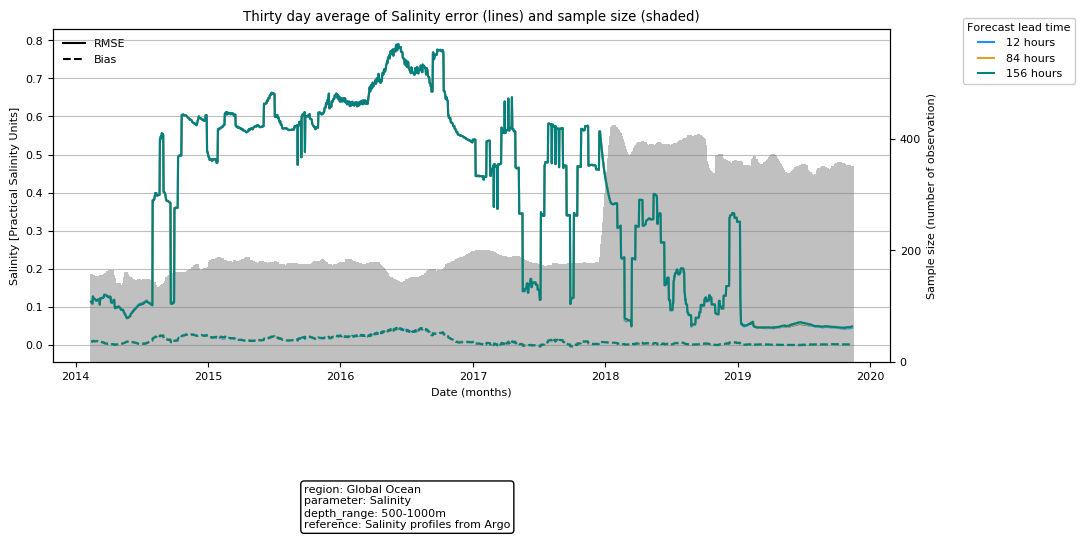 Thirty day average of Salinity error (lines) and sample size (shaded)
Forecast lead time
12 hours
84 hours
156 hours
RMSE
Bias
Salinity [Practical Salinity Units]
0.8
0.7
0.6
0.5
0.4
0.3
0.2
0.1
0.0
Sample size (number of observation)
400
200
0
2014
2015
2016
2017
2018
2019
2020
Date (months)
region: Global Ocean
parameter: Salinity
depth_range: 500-1000m
reference: Salinity profiles from Argo